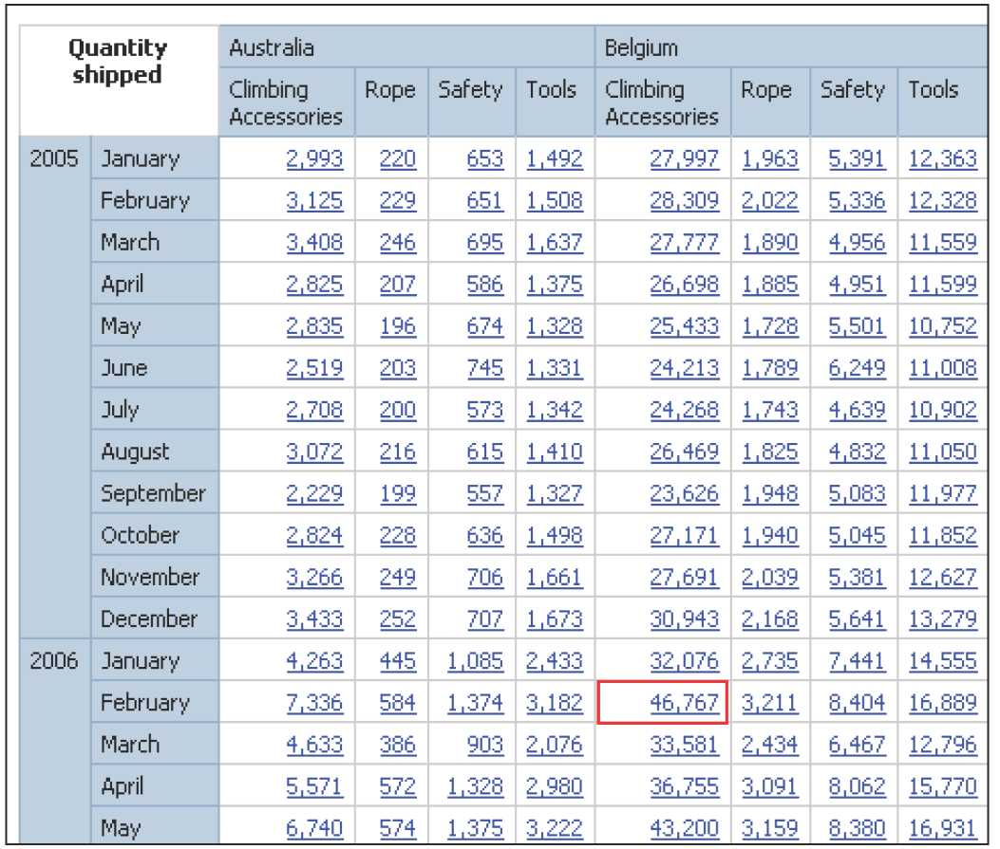 Quantity shipped Australia Belgium
Climbing Accessories Rope Safety Tools Climbing Accessories Rope Safety Tools
2005 January 2,993 220 653 1,492 27,997 1,963 5,391 12,363
February 3,125 229 651 1,508 28,309 2,022 5,336 12,328
March 3,408 246 695 1,637 27,777 1,890 4,956 11,559
April 2,825 207 586 1,375 26,698 1,885 4,951 11,599
May 2,835 196 674 1,328 25,433 1,728 5,501 10,752
June 2,519 203 745 1,331 24,213 1,789 6,249 11,008
July 2,708 200 573 1,342 24,268 1,743 4,639 10,902
August 3,072 216 615 1,410 26,469 1,825 4,832 11,050
September 2,229 199 557 1,327 23,626 1,948 5,083 11,977
October 2,824 228 636 1,498 27,171 1,940 5,045 11,852
November 3,266 249 706 1,661 27,691 2,039 5,381 12,627
December 3,433 252 707 1,673 30,943 2,168 5,641 13,279
2006 January 4,263 445 1,085 2,433 32,076 2,735 7,441 14,555
February 7,336 584 1,374 3,182 46,767 3,211 8,404 16,889
March 4,633 386 903 2,076 33,581 2,434 6,467 12,796
April 5,571 572 1,328 2,980 36,755 3,091 8,062 15,770
May 6,740 574 1,375 3,222 43,200 3,159 8,380 16,931